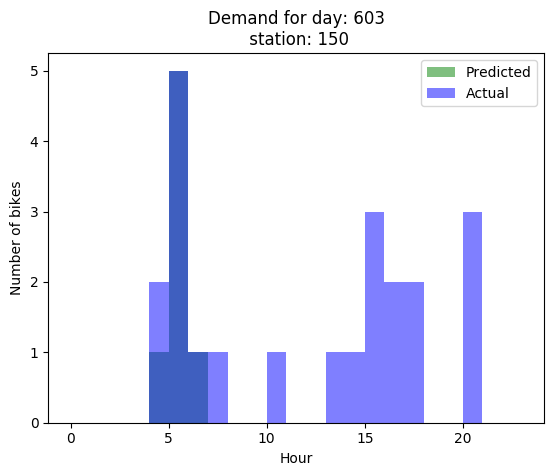 Demand for day: 603
station: 150
Predicted
Actual
Number of bikes
5
4
3
2
1
0
0 5 10 15 20
Hour